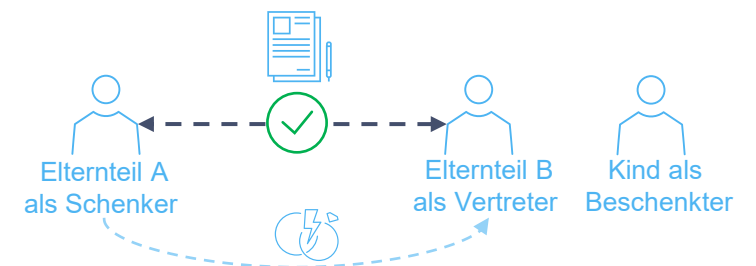 Elternteil A
als Schenker
Elternteil B
als Vertreter
Kind als
Beschenkter